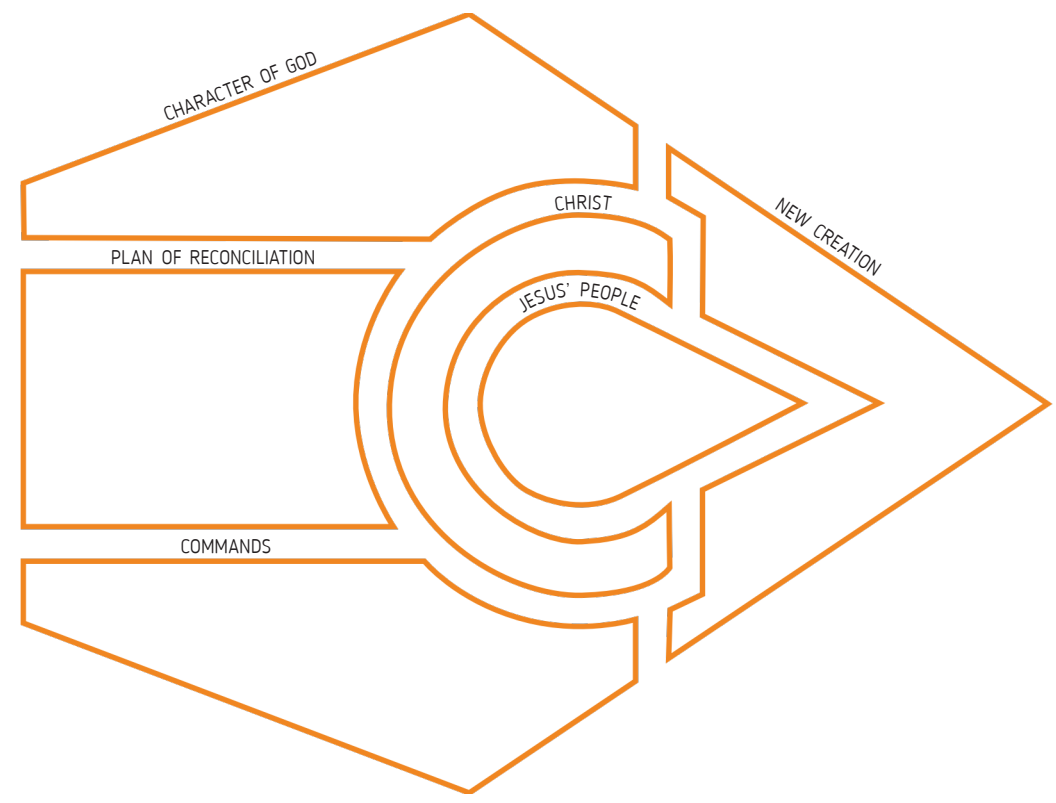 CHARACTER OF GOD
PLAN OF RECONCILIATION
CHRIST
JESUS' PEOPLE
NEW CREATION
COMMANDS